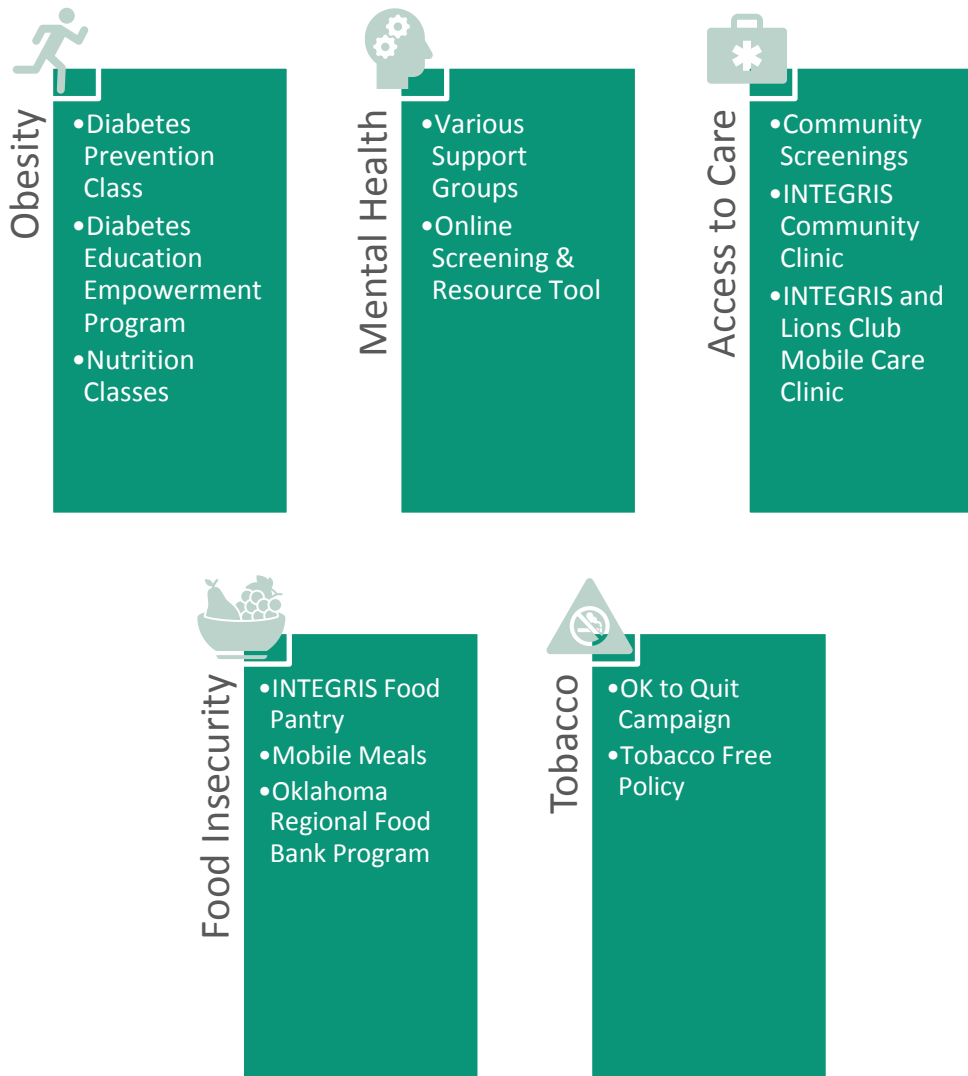 Obesity
•Diabetes
Prevention
Class
•Diabetes
Education
Empowerment
Program
•Nutrition
Classes
Mental Health
•Various
Support
Groups
•Online
Screening &
Resource Tool
Access to Care
•Community
Screenings
•INTEGRIS
Community
Clinic
•INTEGRIS and
Lions Club
Mobile Care
Clinic
Food Insecurity
•INTEGRIS Food
Pantry
•Mobile Meals
•Oklahoma
Regional Food
Bank Program
Tobacco
•OK to Quit
Campaign
•Tobacco Free
Policy